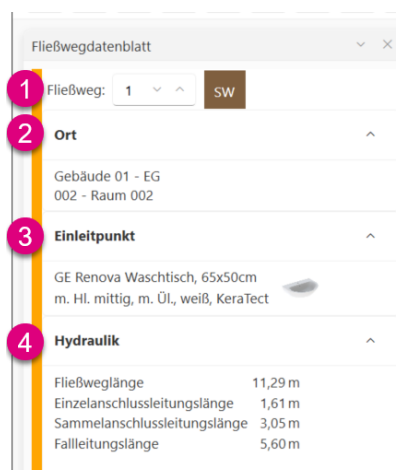 Fließwegdatenblatt
1 Fließweg: 1 SW
2 Ort
Gebäude 01 - EG
002 - Raum 002
3 Einleitpunkt
GE Renova Waschtisch, 65x50cm
m. Hl. mittig, m. Ül., weiß, KeraTect
4 Hydraulik
Fließweglänge 11,29 m
Einzelanschlussleitungslänge 1,61 m
Sammelanschlussleitungslänge 3,05 m
Fallleitungslänge 5,60 m